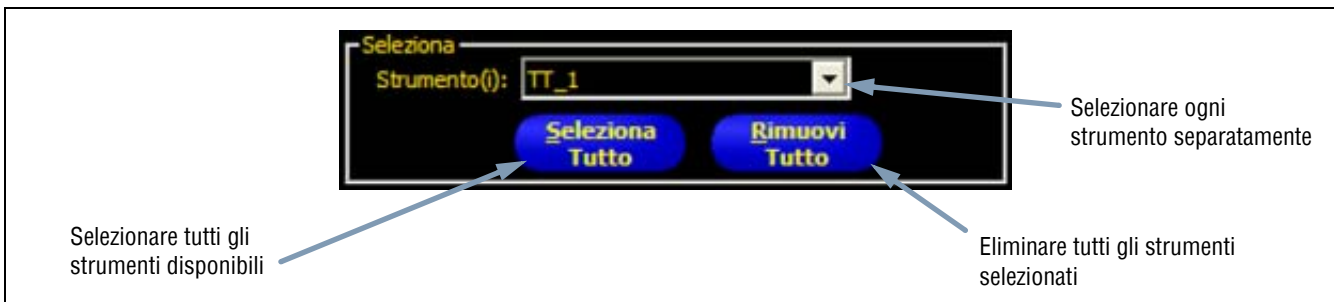 Seleziona
Strumento(i): TT_1
Seleziona
Tutto
Rimuovi
Tutto
Selezionare ogni
strumento separatamente
Selezionare tutti gli
strumenti disponibili
Eliminare tutti gli strumenti
selezionati